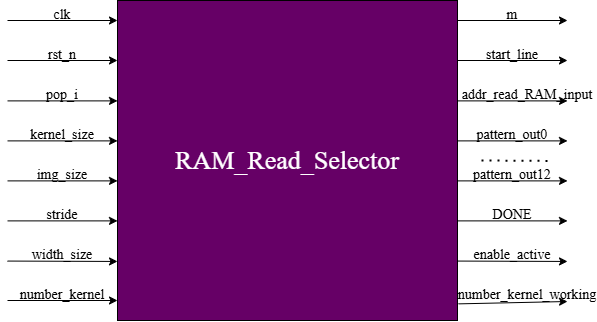 clk
rst_n
pop_i
kernel_size
img_size
stride
width_size
number_kernel
RAM_Read_Selector
m
start_line
addr_read_RAM_input
pattern_out0
.........
pattern_out12
DONE
enable_active
number_kernel_working